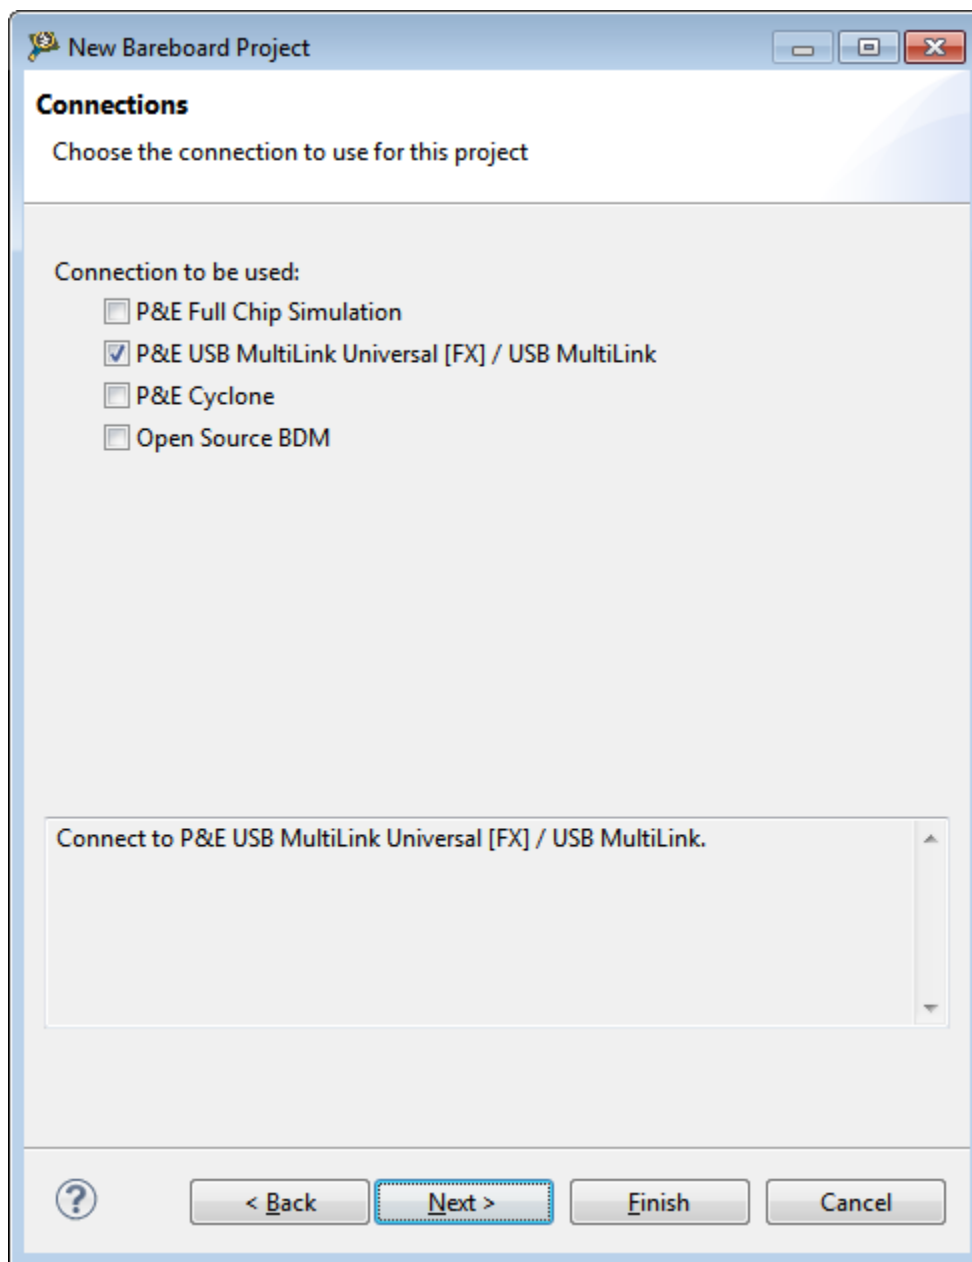 New Bareboard Project
Connections
Choose the connection to use for this project
Connection to be used:
P&E Full Chip Simulation
P&E USB MultiLink Universal [FX] / USB MultiLink
P&E Cyclone
Open Source BDM
Connect to P&E USB MultiLink Universal [FX] / USB MultiLink.
? < Back Next > Finish Cancel